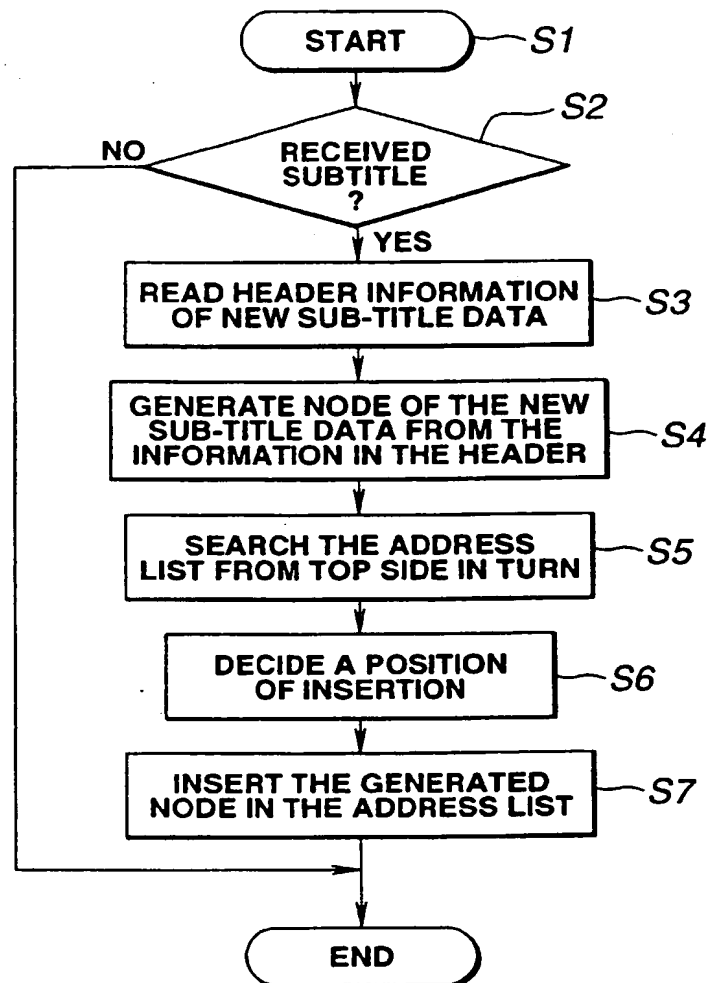 START
S1
S2
NO
RECEIVED
SUBTITLE
?
YES
READ HEADER INFORMATION
OF NEW SUB-TITLE DATA
S3
GENERATE NODE OF THE NEW
SUB-TITLE DATA FROM THE
INFORMATION IN THE HEADER
S4
SEARCH THE ADDRESS
LIST FROM TOP SIDE IN TURN
S5
DECIDE A POSITION
OF INSERTION
S6
INSERT THE GENERATED
NODE IN THE ADDRESS LIST
S7
END